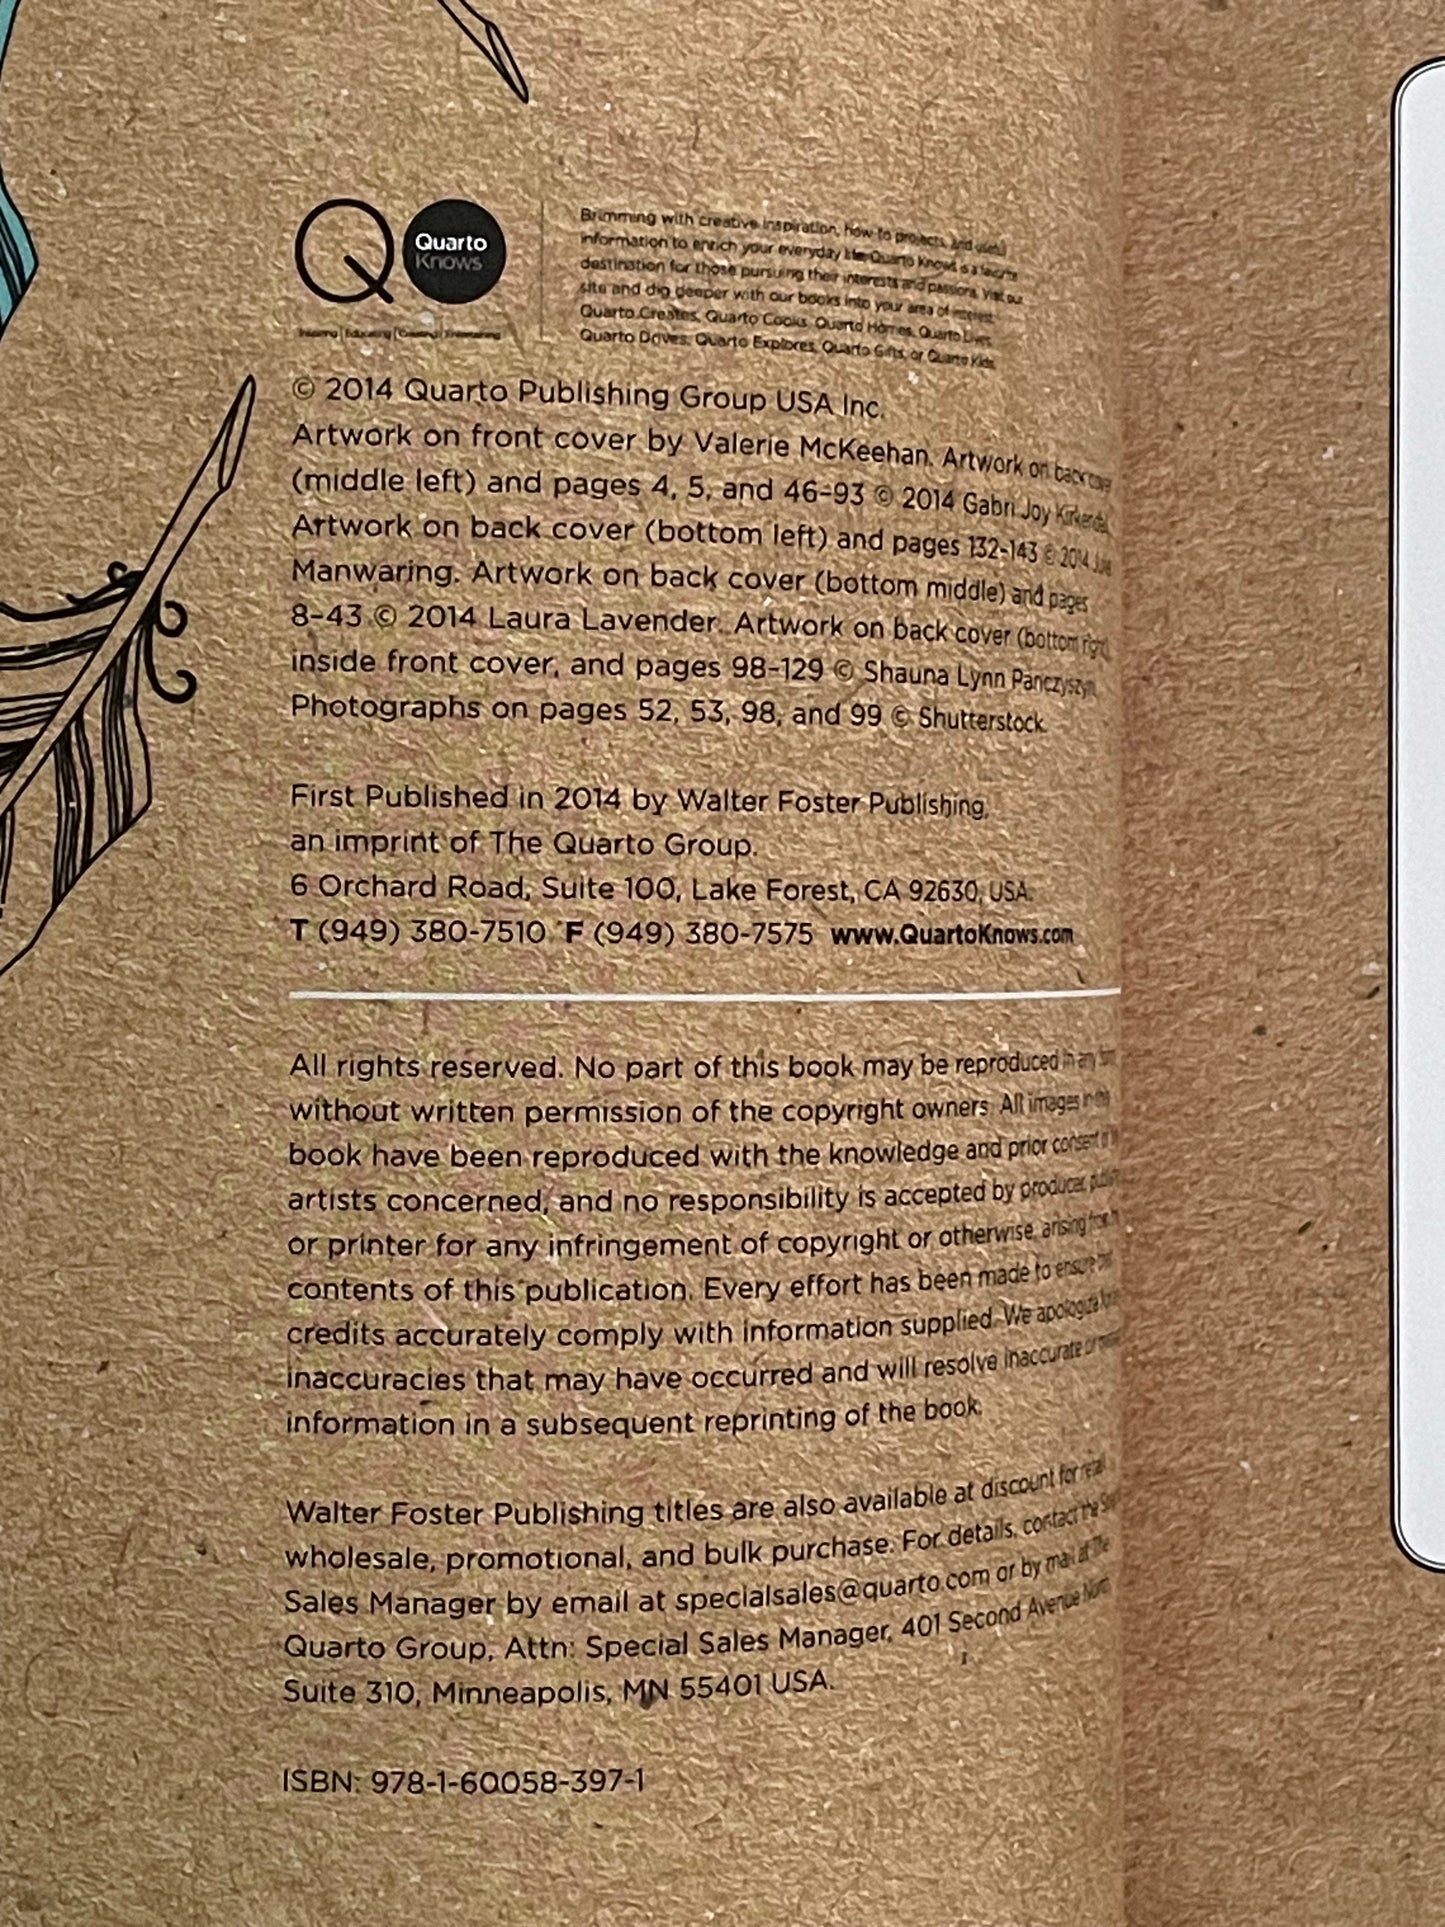 Quarto
Knows
Inspiring | Educating | Creating | Entertaining
Brimming with creative inspiration, how-to projects, and useful
information to enrich your everyday life, Quarto Knows is a favorite
destination for those pursuing their interests and passions. Visit our
site and dig deeper with our books into your area of interest:
Quarto Creates, Quarto Cooks, Quarto Homes, Quarto Lives,
Quarto Drives, Quarto Explores, Quarto Gifts, or Quarto Kids.
© 2014 Quarto Publishing Group USA Inc.
Artwork on front cover by Valerie McKeehan. Artwork on back cover
(middle left) and pages 4, 5, and 46–93 © 2014 Gabri Joy Kirkendall.
Artwork on back cover (bottom left) and pages 132–143 © 2014
Manwaring. Artwork on back cover (bottom middle) and pages
8–43 © 2014 Laura Lavender. Artwork on back cover (bottom right),
inside front cover, and pages 98–129 © Shauna Lynn Panczyszyn.
Photographs on pages 52, 53, 98, and 99 © Shutterstock.
First Published in 2014 by Walter Foster Publishing,
an imprint of The Quarto Group.
6 Orchard Road, Suite 100, Lake Forest, CA 92630, USA.
T (949) 380-7510 F (949) 380-7575 www.QuartoKnows.com
All rights reserved. No part of this book may be reproduced in any form
without written permission of the copyright owners. All images in this
book have been reproduced with the knowledge and prior consent of
artists concerned, and no responsibility is accepted by producer,
or printer for any infringement of copyright or otherwise, arising from
contents of this publication. Every effort has been made to ensure
credits accurately comply with information supplied. We apologize for
inaccuracies that may have occurred and will resolve inaccurate or
information in a subsequent reprinting of the book.
Walter Foster Publishing titles are also available at discount for retail
wholesale, promotional, and bulk purchase. For details, contact the
Sales Manager by email at specialsales@quarto.com or by mail at The
Quarto Group, Attn: Special Sales Manager, 401 Second Avenue
Suite 310, Minneapolis, MN 55401 USA.
ISBN: 978-1-60058-397-1